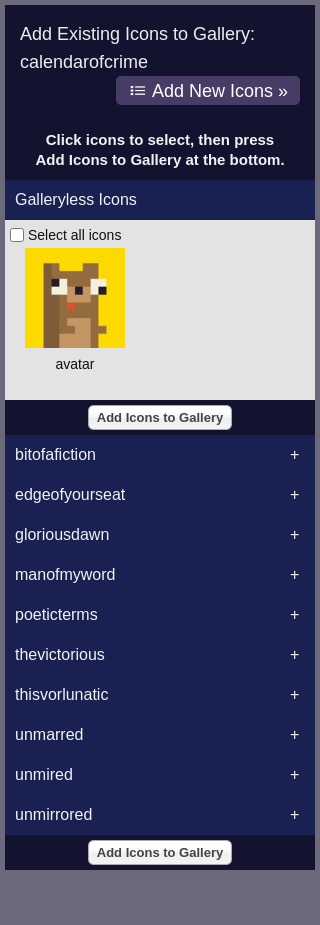 Add Existing Icons to Gallery:
calendarofcrime
Add New Icons »
Click icons to select, then press
Add Icons to Gallery at the bottom.
Galleryless Icons
Select all icons
avatar
Add Icons to Gallery
bitofafiction +
edgeofyourseat +
gloriousdawn +
manofmyword +
poeticterms +
thevictorious +
thisvorlunatic +
unmarred +
unmired +
unmirrored +
Add Icons to Gallery